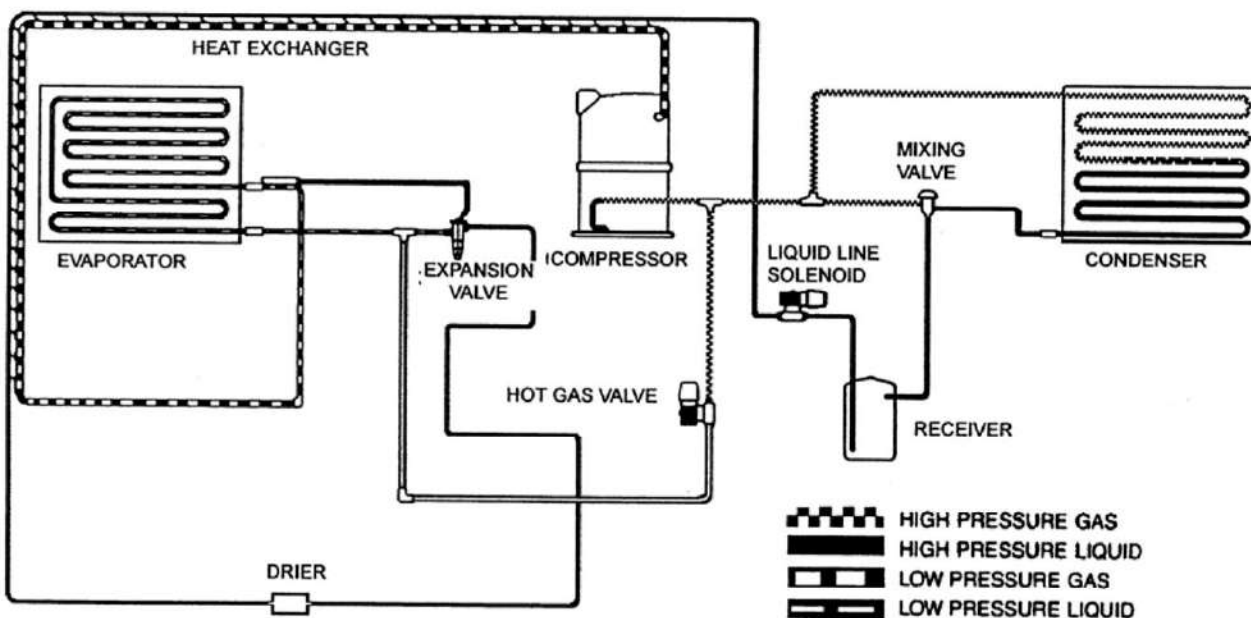 HEAT EXCHANGER
EVAPORATOR
EXPANSION
VALVE
COMPRESSOR
MIXING
VALVE
LIQUID LINE
SOLENOID
CONDENSER
HOT GAS VALVE
RECEIVER
DRIER
HIGH PRESSURE GAS
HIGH PRESSURE LIQUID
LOW PRESSURE GAS
LOW PRESSURE LIQUID